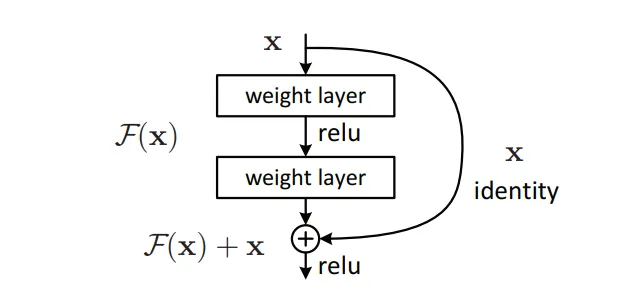 x
weight layer
relu
F(x)
x
weight layer
identity
F(x) + x
relu